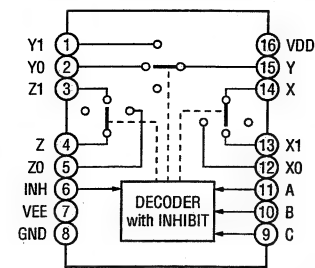 Y1 1 16 VDD
Y0 2 15 Y
Z1 3 14 X
Z 4 13 X1
Z0 5 12 X0
INH 6 11 A
VEE 7 10 B
GND 8 9 C
DECODER
with INHIBIT